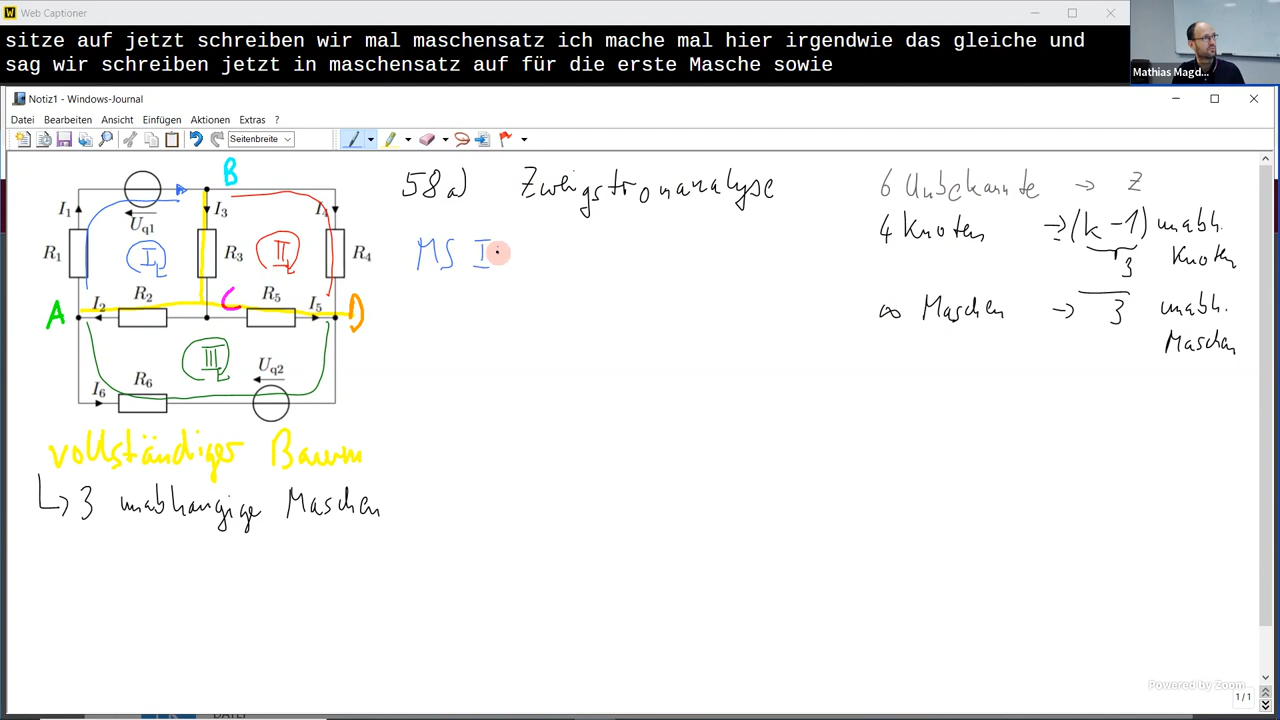 Web Captioner
sitze auf jetzt schreiben wir mal maschensatz ich mache mal hier irgendwie das gleiche und
sag wir schreiben jetzt in maschensatz auf für die erste Masche sowie
Mathias Magd...
Notiz1 - Windows-Journal
Datei Bearbeiten Ansicht Einfügen Aktionen Extras ?
Seitenbreite
58a) Zweigstromanalyse
MS I:
6 Unbekannte → Z
4 Knoten → (k-1) unabh. Knoten
3
∞ Maschen → 3 unabh. Maschen
B
I1 Uq1 I3 I4
R1 I R3 II R4
A I2 R2 C R5 I5 D
III
I6 R6 Uq2
vollständiger Baum
↳ 3 unabhängige Maschen
Powered by Zoom
1/1